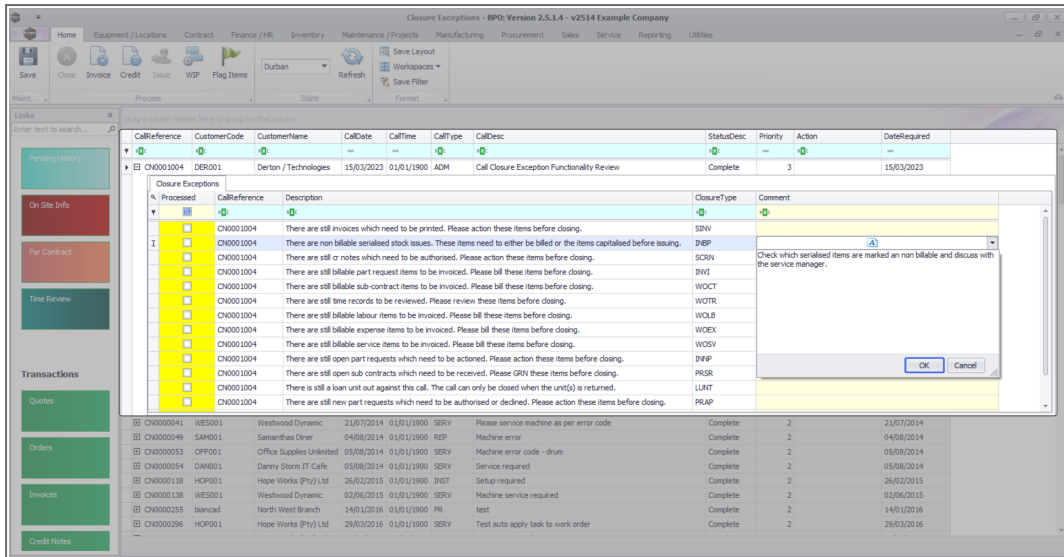 Closure Exceptions - BPO: Version 2.5.1.4 - v2514 Example Company
Home Equipment / Locations Contract Finance / HR Inventory Maintenance / Projects Manufacturing Procurement Sales Service Reporting Utilities
Save Close Invoice Credit Issue WIP Flag Items Durban Refresh Save Layout
Workspaces
Save Filter
Maint... Process State Format
Links
Enter text to search...
Drag a column header here to group by that column
Pending History
On Site Info
For Contract
Time Review
Transactions
Quotes
Orders
Invoices
Credit Notes
CallReference CustomerCode CustomerName CallDate CallTime CallType CallDesc StatusDesc Priority Action DateRequired
CN0001004 DER001 Derton / Technologies 15/03/2023 01/01/1900 ADM Call Closure Exception Functionality Review Complete 3 15/03/2023
Closure Exceptions
Processed CallReference Description ClosureType Comment
CN0001004 There are still invoices which need to be printed. Please action these items before closing. SINV
CN0001004 There are non billable serialised stock issues. These items need to either be billed or the items capitalised before issuing. INBP
CN0001004 There are still cr notes which need to be authorised. Please action these items before closing. SCRN
CN0001004 There are still billable part request items to be invoiced. Please bill these items before closing. INVI
CN0001004 There are still billable sub-contract items to be invoiced. Please bill these items before closing. WOCT
CN0001004 There are still time records to be reviewed. Please review these items before closing. WOTR
CN0001004 There are still billable labour items to be invoiced. Please bill these items before closing. WOLB
CN0001004 There are still billable expense items to be invoiced. Please bill these items before closing. WOEX
CN0001004 There are still billable service items to be invoiced. Please bill these items before closing. WOSV
CN0001004 There are still open part requests which need to be actioned. Please action these items before closing. INNP
CN0001004 There are still open sub contracts which need to be received. Please GRN these items before closing. PRSR
CN0001004 There is still a loan unit out against this call. The call can only be closed when the unit(s) is returned. LUNT
CN0001004 There are still new part requests which need to be authorised or declined. Please action these items before closing. PRAP
Check which serialised items are marked an non billable and discuss with
the service manager.
OK Cancel
CN0000041 WES001 Westwood Dynamic 21/07/2014 01/01/1900 SERV Please service machine as per error code Complete 2 21/07/2014
CN0000049 SAM001 Samanthas Diner 04/08/2014 01/01/1900 REP Machine error Complete 2 04/08/2014
CN0000053 OFF001 Office Supplies Unlimited 05/08/2014 01/01/1900 SERV Machine error code - drum Complete 2 05/08/2014
CN0000054 DAN001 Danny Storm IT Cafe 05/08/2014 01/01/1900 SERV Service required Complete 2 05/08/2014
CN0000118 HOP001 Hope Works (Pty) Ltd 26/02/2015 01/01/1900 INST Setup required Complete 2 26/02/2015
CN0000138 WES001 Westwood Dynamic 02/06/2015 01/01/1900 SERV Machine service required Complete 2 02/06/2015
CN0000255 biancad North West Branch 14/01/2016 01/01/1900 PR test Complete 2 14/01/2016
CN0000296 HOP001 Hope Works (Pty) Ltd 29/03/2016 01/01/1900 SERV Test auto apply task to work order Complete 2 29/03/2016